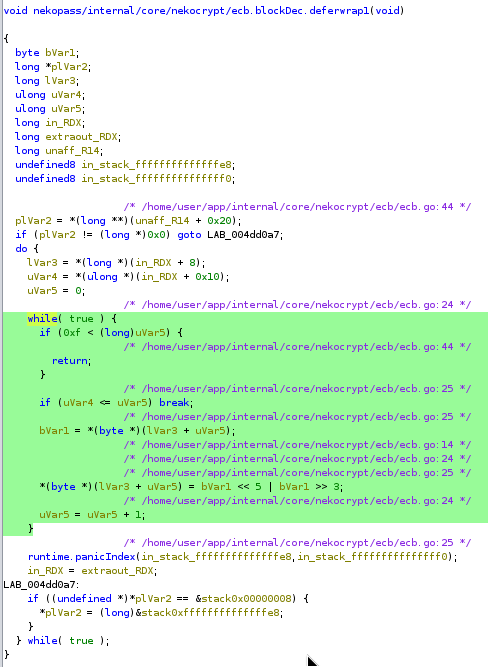 void nekopass/internal/core/nekocrypt/ecb.blockDec.deferwrap1(void)
{
byte bVar1;
long *plVar2;
long lVar3;
ulong uVar4;
ulong uVar5;
long in_RDX;
long extraout_RDX;
long unaff_R14;
undefined8 in_stack_ffffffffffffffe8;
undefined8 in_stack_fffffffffffffff0;
/* /home/user/app/internal/core/nekocrypt/ecb/ecb.go:44 */
plVar2 = *(long **)(unaff_R14 + 0x20);
if (plVar2 != (long *)0x0) goto LAB_004dd0a7;
do {
lVar3 = *(long *)(in_RDX + 8);
uVar4 = *(ulong *)(in_RDX + 0x10);
uVar5 = 0;
/* /home/user/app/internal/core/nekocrypt/ecb/ecb.go:24 */
while( true ) {
if (0xf < (long)uVar5) {
/* /home/user/app/internal/core/nekocrypt/ecb/ecb.go:44 */
return;
}
/* /home/user/app/internal/core/nekocrypt/ecb/ecb.go:25 */
if (uVar4 <= uVar5) break;
/* /home/user/app/internal/core/nekocrypt/ecb/ecb.go:25 */
bVar1 = *(byte *)(lVar3 + uVar5);
/* /home/user/app/internal/core/nekocrypt/ecb/ecb.go:14 */
/* /home/user/app/internal/core/nekocrypt/ecb/ecb.go:24 */
/* /home/user/app/internal/core/nekocrypt/ecb/ecb.go:25 */
*(byte *)(lVar3 + uVar5) = bVar1 << 5 | bVar1 >> 3;
/* /home/user/app/internal/core/nekocrypt/ecb/ecb.go:24 */
uVar5 = uVar5 + 1;
}
/* /home/user/app/internal/core/nekocrypt/ecb/ecb.go:25 */
runtime.panicIndex(in_stack_ffffffffffffffe8,in_stack_fffffffffffffff0);
in_RDX = extraout_RDX;
LAB_004dd0a7:
if ((undefined *)*plVar2 == &stack0x00000008) {
*plVar2 = (long)&stack0xffffffffffffffe8;
}
} while( true );
}